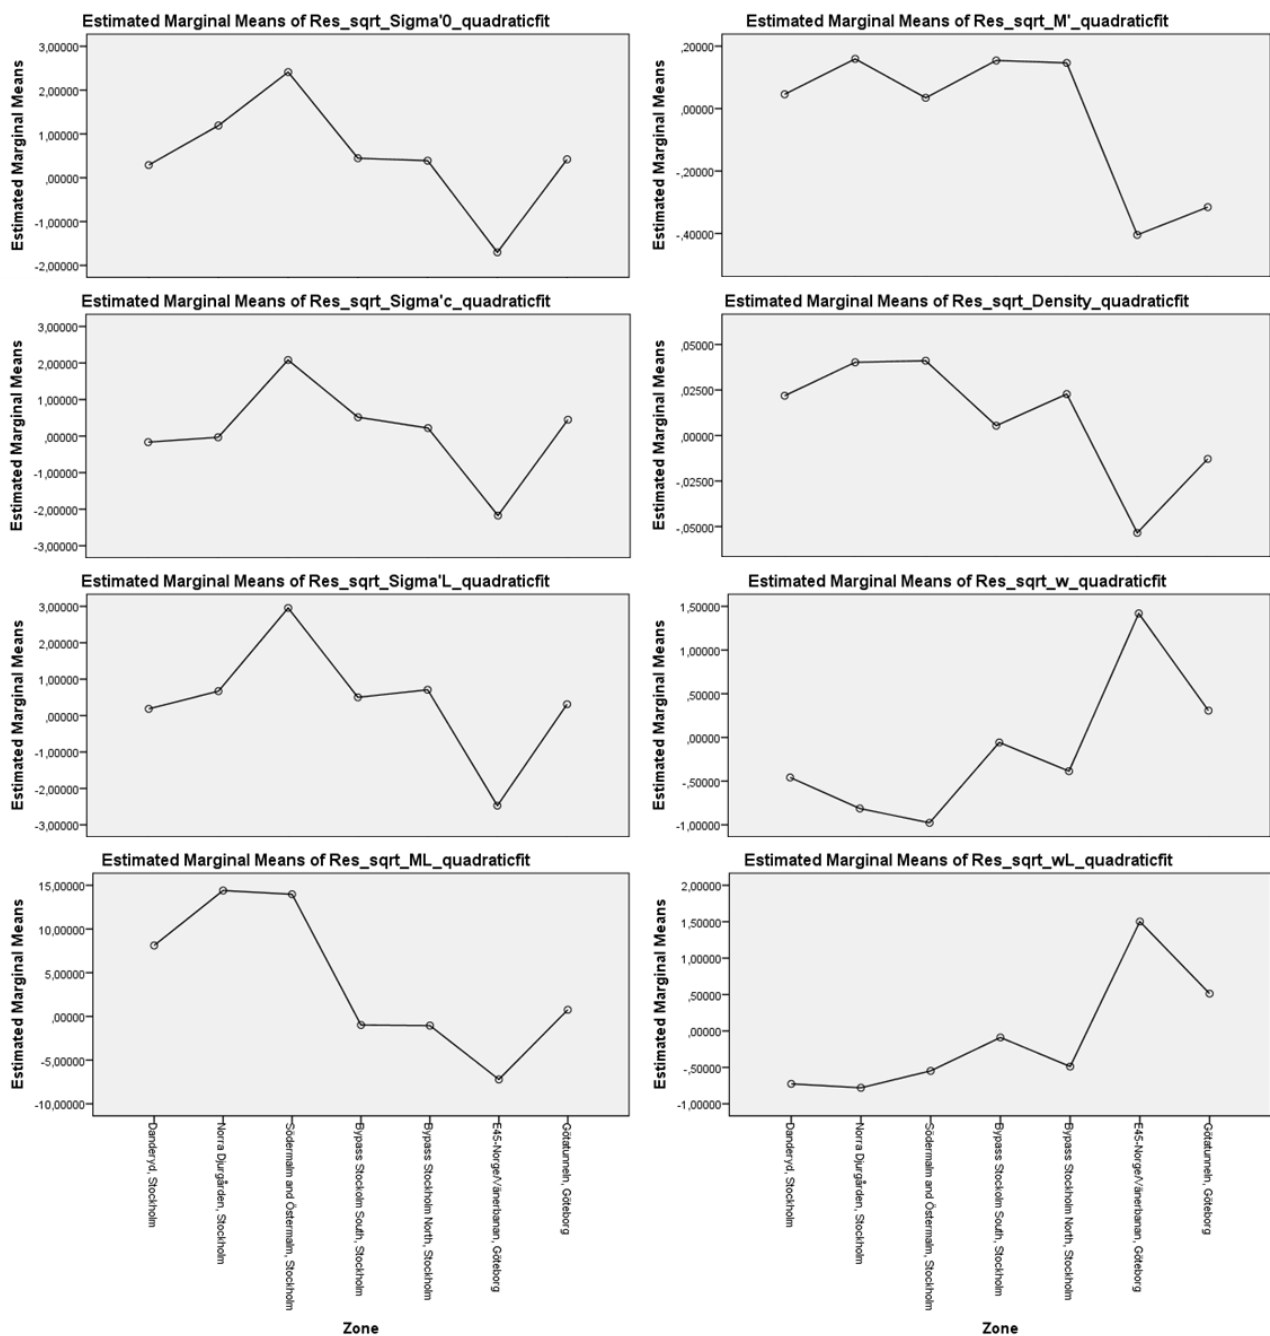 Estimated Marginal Means of Res_sqrt_Sigma'0_quadraticfit
Estimated Marginal Means
3,00000
2,00000
1,00000
,00000
-1,00000
-2,00000
Estimated Marginal Means of Res_sqrt_M'_quadraticfit
Estimated Marginal Means
,20000
,00000
-,20000
-,40000
Estimated Marginal Means of Res_sqrt_Sigma'c_quadraticfit
Estimated Marginal Means
3,00000
2,00000
1,00000
,00000
-1,00000
-2,00000
-3,00000
Estimated Marginal Means of Res_sqrt_Density_quadraticfit
Estimated Marginal Means
,05000
,02500
,00000
-,02500
-,05000
Estimated Marginal Means of Res_sqrt_Sigma'L_quadraticfit
Estimated Marginal Means
3,00000
2,00000
1,00000
,00000
-1,00000
-2,00000
-3,00000
Estimated Marginal Means of Res_sqrt_w_quadraticfit
Estimated Marginal Means
1,50000
1,00000
,50000
,00000
-,50000
-1,00000
Estimated Marginal Means of Res_sqrt_ML_quadraticfit
Estimated Marginal Means
15,00000
10,00000
5,00000
,00000
-5,00000
-10,00000
Danderyd, Stockholm
Norra Djurgården, Stockholm
Södermalm and Östermalm, Stockholm
Bypass Stockolm South, Stockholm
Bypass Stockholm North, Stockholm
E45-Norge/Vänerbanan, Göteborg
Götatunneln, Göteborg
Zone
Estimated Marginal Means of Res_sqrt_wL_quadraticfit
Estimated Marginal Means
2,00000
1,50000
1,00000
,50000
,00000
-,50000
-1,00000
Danderyd, Stockholm
Norra Djurgården, Stockholm
Södermalm and Östermalm, Stockholm
Bypass Stockolm South, Stockholm
Bypass Stockholm North, Stockholm
E45-Norge/Vänerbanan, Göteborg
Götatunneln, Göteborg
Zone